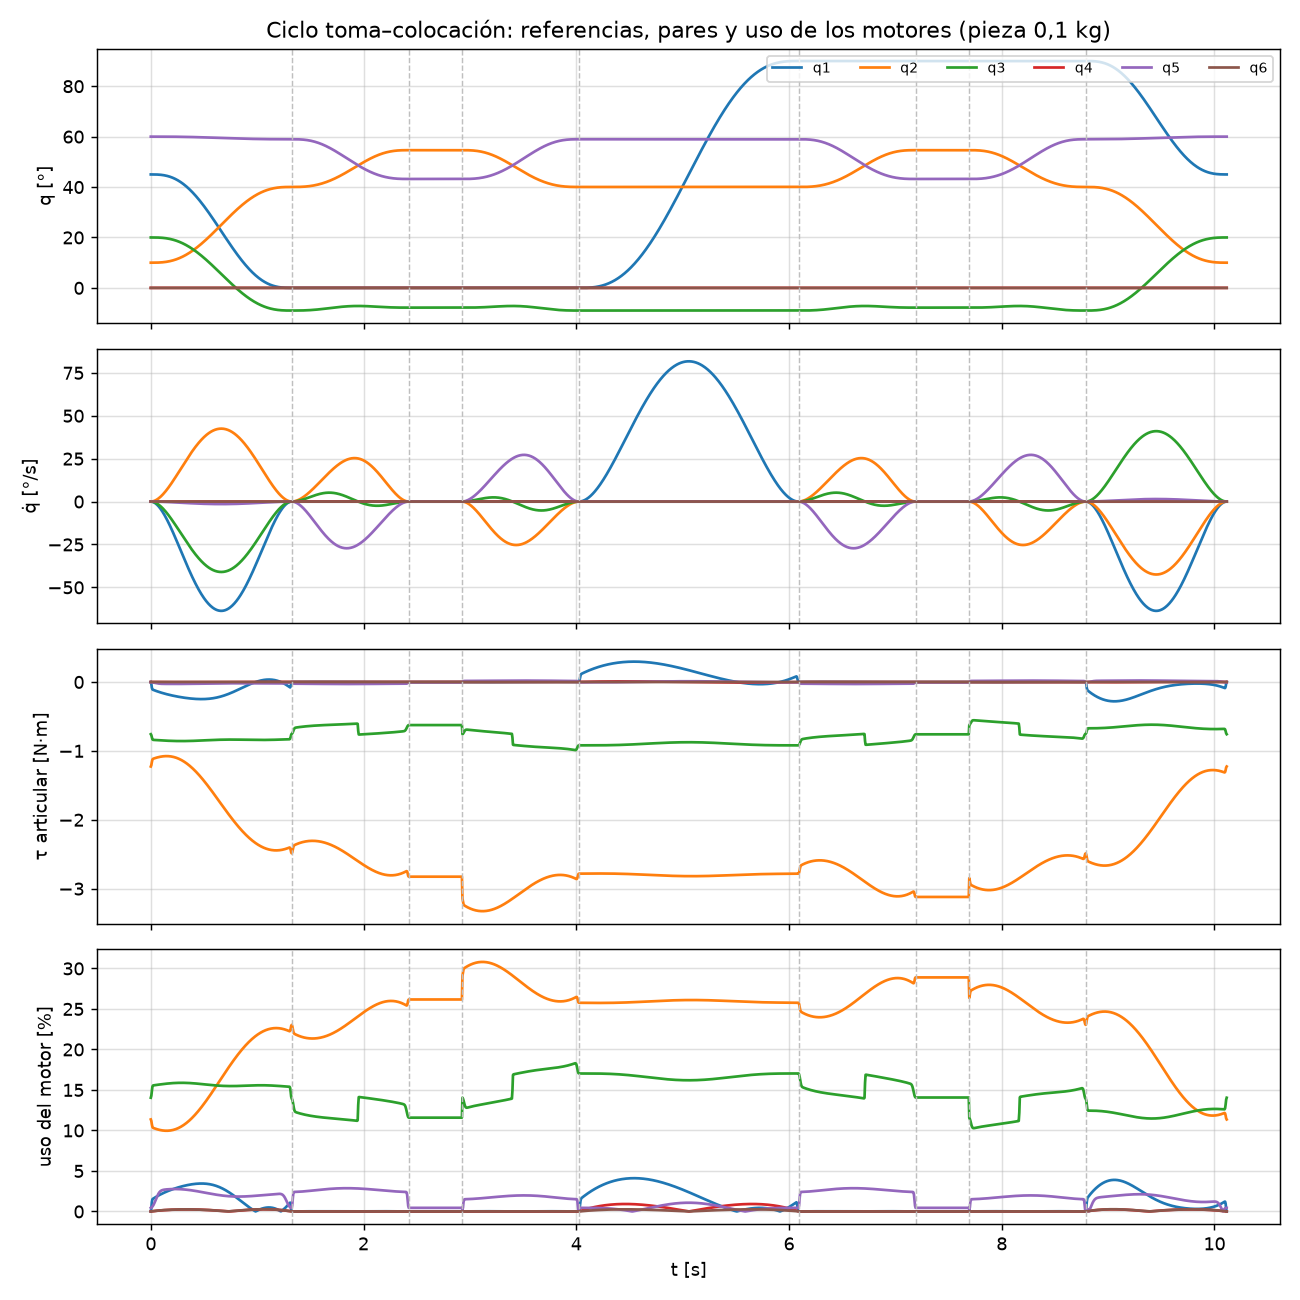 Ciclo toma–colocación: referencias, pares y uso de los motores (pieza 0,1 kg)
q1 q2 q3 q4 q5 q6
80
60
40
20
0
q [°]
75
50
25
0
−25
−50
q̇ [°/s]
0
−1
−2
−3
τ articular [N·m]
30
25
20
15
10
5
0
uso del motor [%]
0 2 4 6 8 10
t [s]